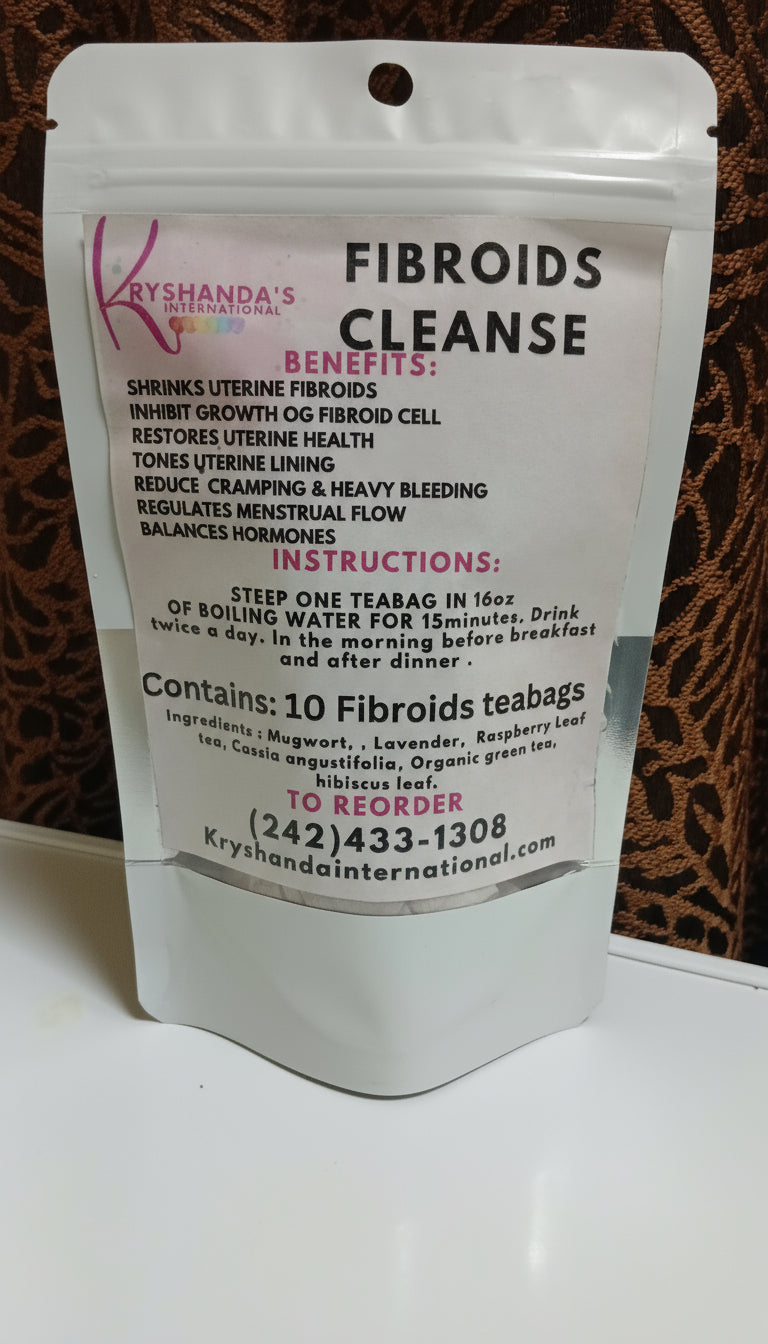 KRYSHANDA'S
INTERNATIONAL
FIBROIDS
CLEANSE
BENEFITS:
SHRINKS UTERINE FIBROIDS
INHIBIT GROWTH OG FIBROID CELL
RESTORES UTERINE HEALTH
TONES UTERINE LINING
REDUCE CRAMPING & HEAVY BLEEDING
REGULATES MENSTRUAL FLOW
BALANCES HORMONES
INSTRUCTIONS:
STEEP ONE TEABAG IN 16oz
OF BOILING WATER FOR 15minutes. Drink
twice a day. In the morning before breakfast
and after dinner .
Contains: 10 Fibroids teabags
Ingredients : Mugwort, , Lavender, Raspberry Leaf
tea, Cassia angustifolia, Organic green tea,
hibiscus leaf.
TO REORDER
(242)433-1308
Kryshandainternational.com